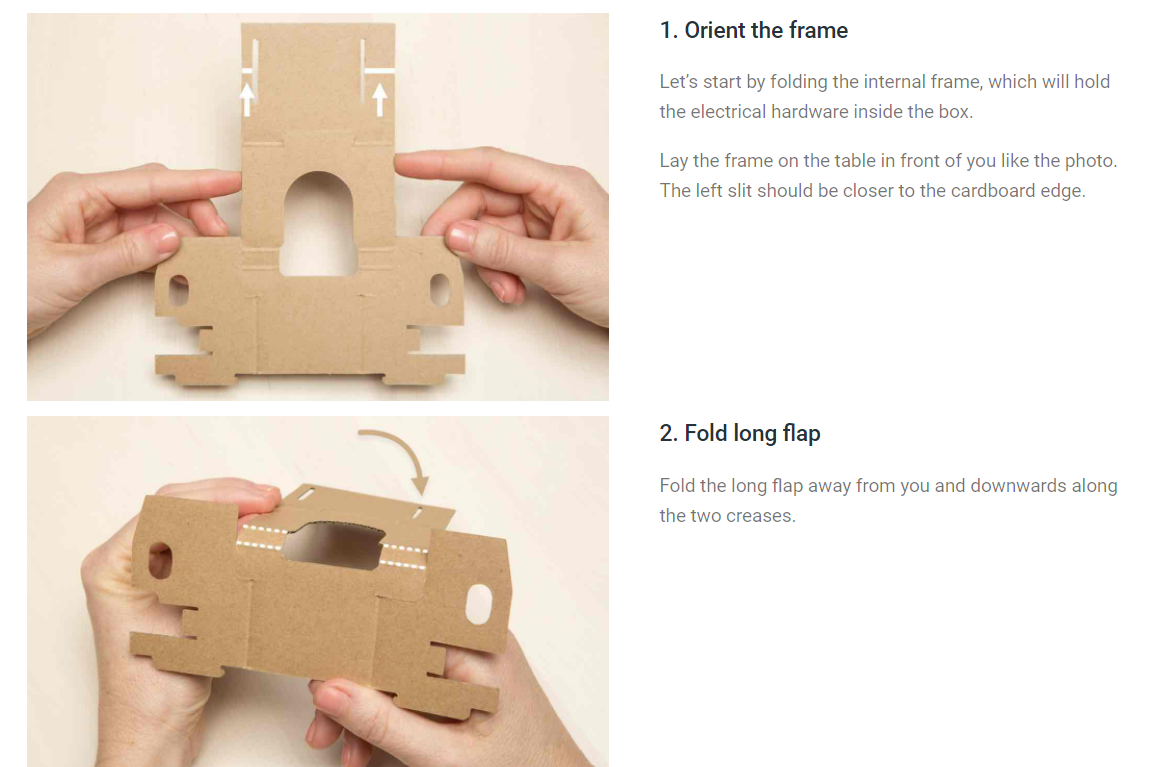 1. Orient the frame
Let’s start by folding the internal frame, which will hold
the electrical hardware inside the box.
Lay the frame on the table in front of you like the photo.
The left slit should be closer to the cardboard edge.
2. Fold long flap
Fold the long flap away from you and downwards along
the two creases.